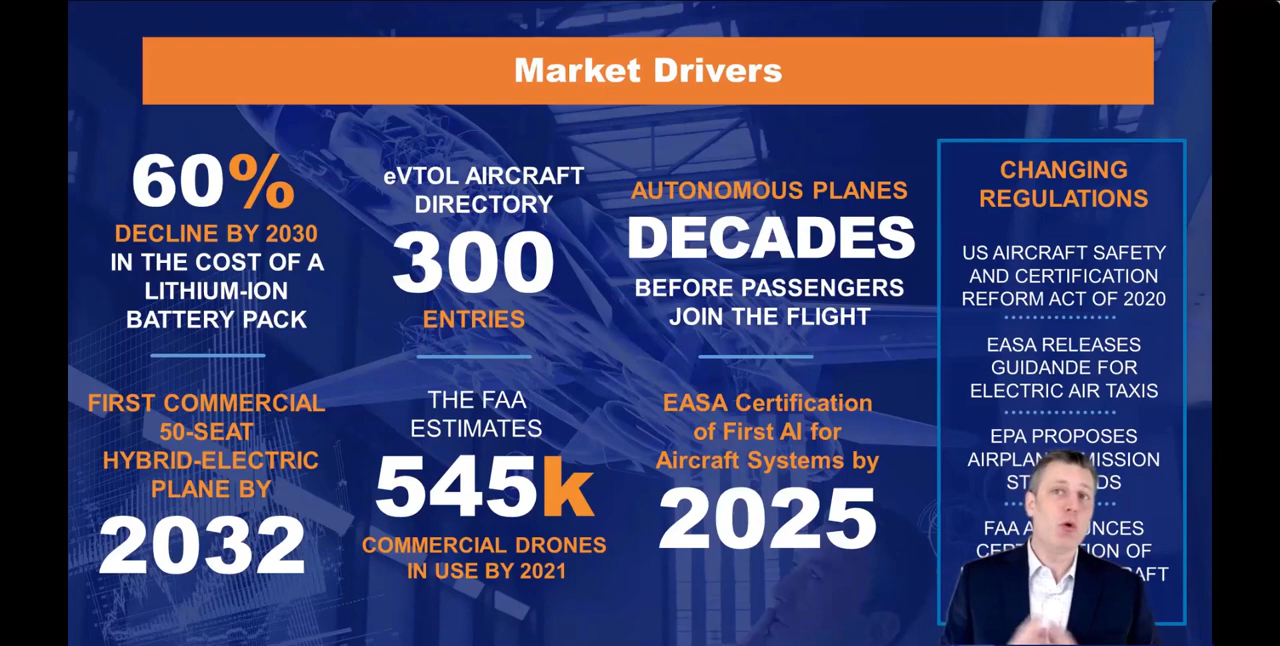 Market Drivers
60%
DECLINE BY 2030
IN THE COST OF A
LITHIUM-ION
BATTERY PACK
eVTOL AIRCRAFT
DIRECTORY
300
ENTRIES
AUTONOMOUS PLANES
DECADES
BEFORE PASSENGERS
JOIN THE FLIGHT
FIRST COMMERCIAL
50-SEAT
HYBRID-ELECTRIC
PLANE BY
2032
THE FAA
ESTIMATES
545k
COMMERCIAL DRONES
IN USE BY 2021
EASA Certification
of First AI for
Aircraft Systems by
2025
CHANGING
REGULATIONS
US AIRCRAFT SAFETY
AND CERTIFICATION
REFORM ACT OF 2020
EASA RELEASES
GUIDANDE FOR
ELECTRIC AIR TAXIS
EPA PROPOSES
FAA
OF